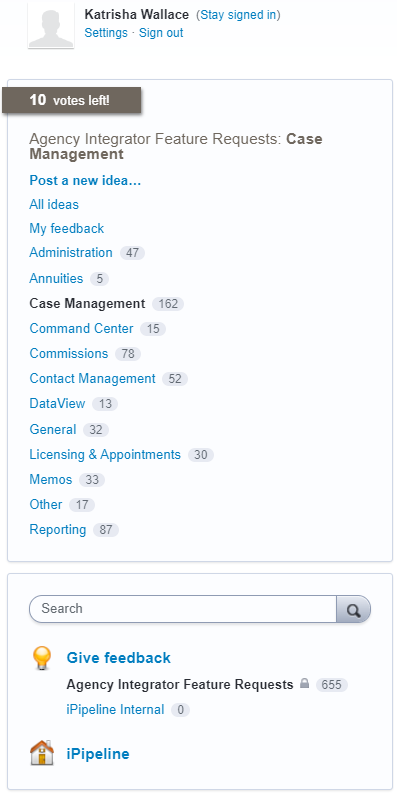 Katrisha Wallace (Stay signed in)
Settings · Sign out
10 votes left!
Agency Integrator Feature Requests: Case
Management
Post a new idea…
All ideas
My feedback
Administration 47
Annuities 5
Case Management 162
Command Center 15
Commissions 78
Contact Management 52
DataView 13
General 32
Licensing & Appointments 30
Memos 33
Other 17
Reporting 87
Search
Give feedback
Agency Integrator Feature Requests 655
iPipeline Internal 0
iPipeline